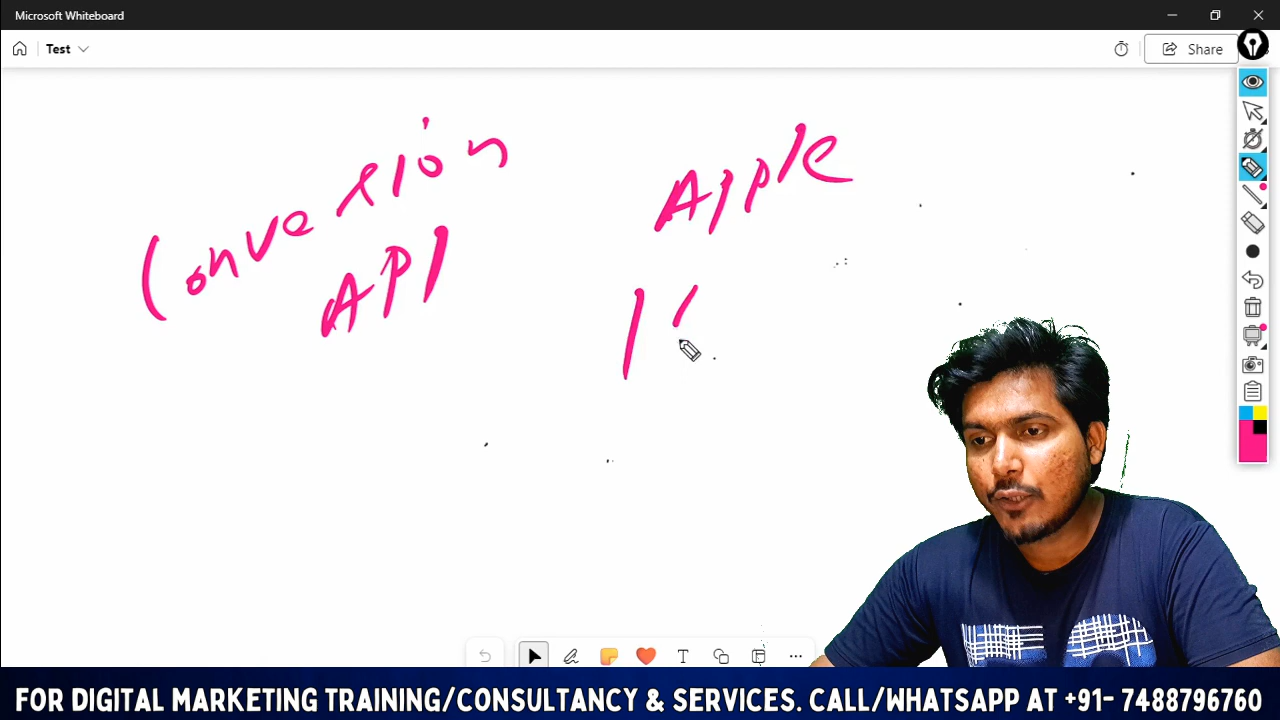 Microsoft Whiteboard
Test
Share
Conversion Apple
API
FOR DIGITAL MARKETING TRAINING/CONSULTANCY & SERVICES. CALL/WHATSAPP AT +91- 7488796760